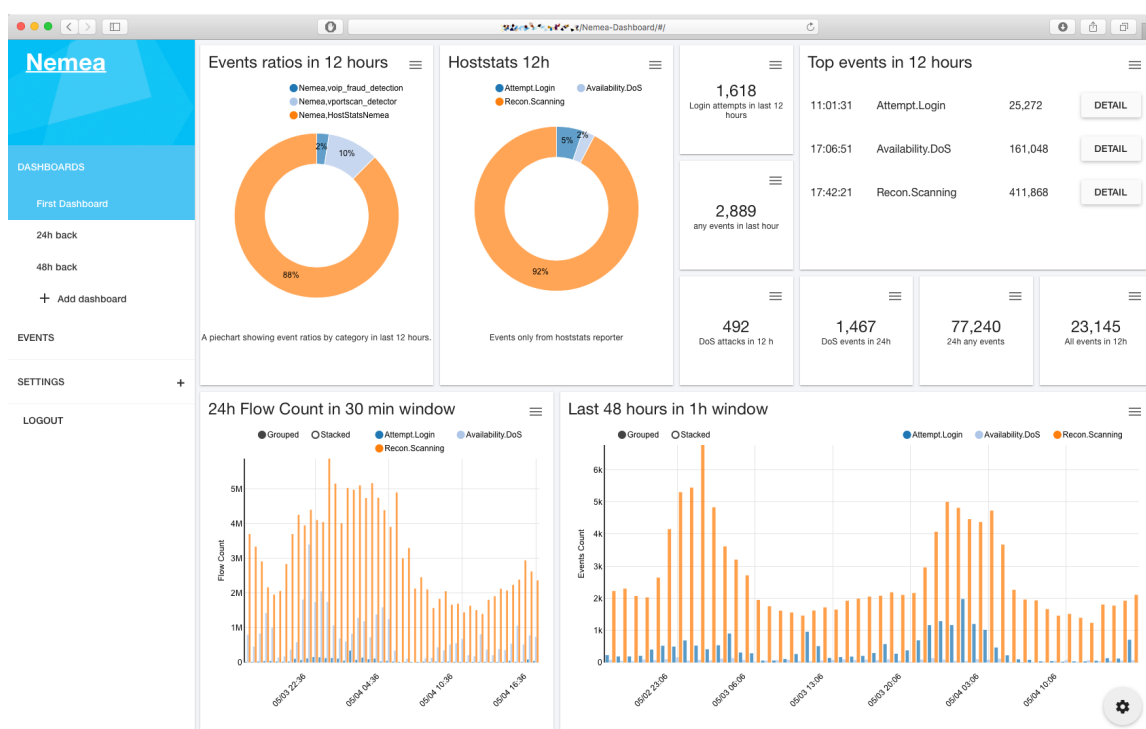 /Nemea-Dashboard/#/
Nemea
DASHBOARDS
First Dashboard
24h back
48h back
+ Add dashboard
EVENTS
SETTINGS +
LOGOUT
Events ratios in 12 hours
Nemea,voip_fraud_detection
Nemea,vportscan_detector
Nemea,HostStatsNemea
2%
10%
88%
A piechart showing event ratios by category in last 12 hours.
Hoststats 12h
Attempt.Login Availability.DoS
Recon.Scanning
5%
2%
92%
Events only from hoststats reporter
1,618
Login attempts in last 12
hours
2,889
any events in last hour
Top events in 12 hours
11:01:31 Attempt.Login 25,272 DETAIL
17:06:51 Availability.DoS 161,048 DETAIL
17:42:21 Recon.Scanning 411,868 DETAIL
492
DoS attacks in 12 h
1,467
DoS events in 24h
77,240
24h any events
23,145
All events in 12h
24h Flow Count in 30 min window
Grouped Stacked Attempt.Login Availability.DoS
Recon.Scanning
Flow Count
5M
4M
3M
2M
1M
0
05/03 22:36
05/04 04:36
05/04 10:36
05/04 16:36
Last 48 hours in 1h window
Grouped Stacked Attempt.Login Availability.DoS Recon.Scanning
Events Count
6k
5k
4k
3k
2k
1k
0
05/02 23:06
05/03 06:06
05/03 13:06
05/03 20:06
05/04 03:06
05/04 10:06